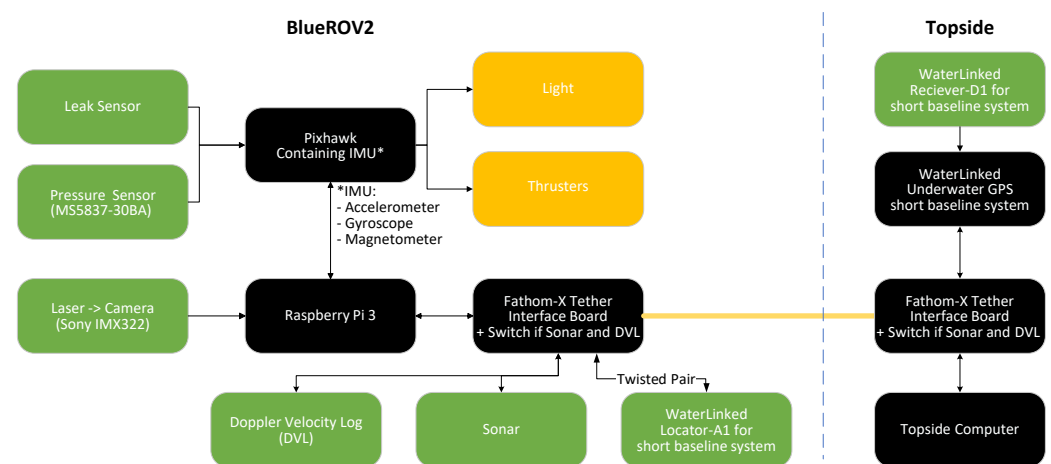 BlueROV2
Topside
Leak Sensor
Pressure Sensor
(MS5837-30BA)
Pixhawk
Containing IMU*
Light
Thrusters
*IMU:
- Accelerometer
- Gyroscope
- Magnetometer
Laser -> Camera
(Sony IMX322)
Raspberry Pi 3
Fathom-X Tether
Interface Board
+ Switch if Sonar and DVL
Twisted Pair
Doppler Velocity Log
(DVL)
Sonar
WaterLinked
Locator-A1 for
short baseline system
WaterLinked
Reciever-D1 for
short baseline system
WaterLinked
Underwater GPS
short baseline system
Fathom-X Tether
Interface Board
+ Switch if Sonar and DVL
Topside Computer